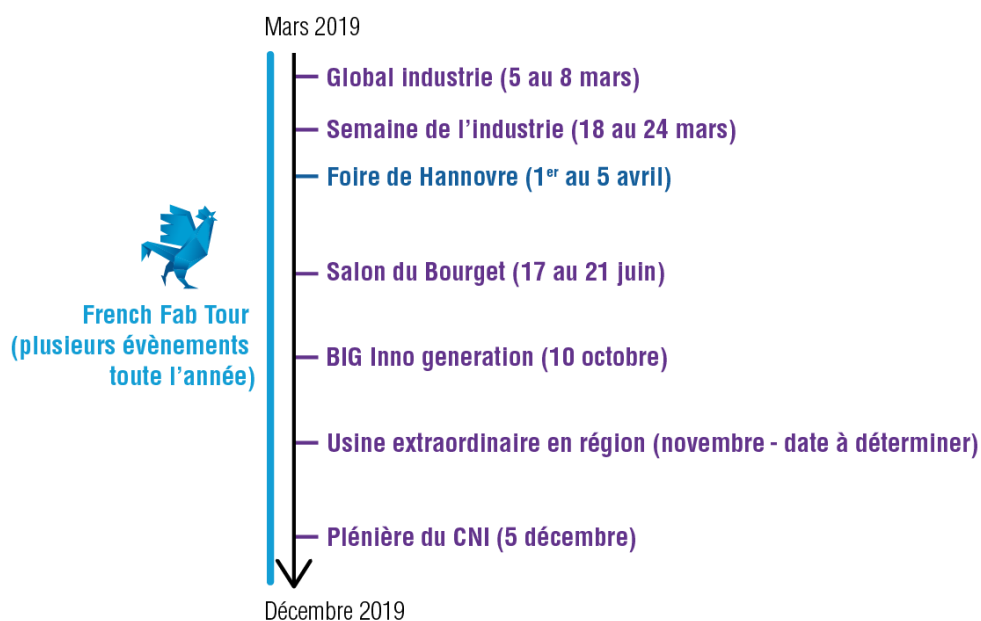 Mars 2019
Global industrie (5 au 8 mars)
Semaine de l’industrie (18 au 24 mars)
Foire de Hannovre (1er au 5 avril)
Salon du Bourget (17 au 21 juin)
French Fab Tour
(plusieurs évènements
toute l’année)
BIG Inno generation (10 octobre)
Usine extraordinaire en région (novembre - date à déterminer)
Plénière du CNI (5 décembre)
Décembre 2019